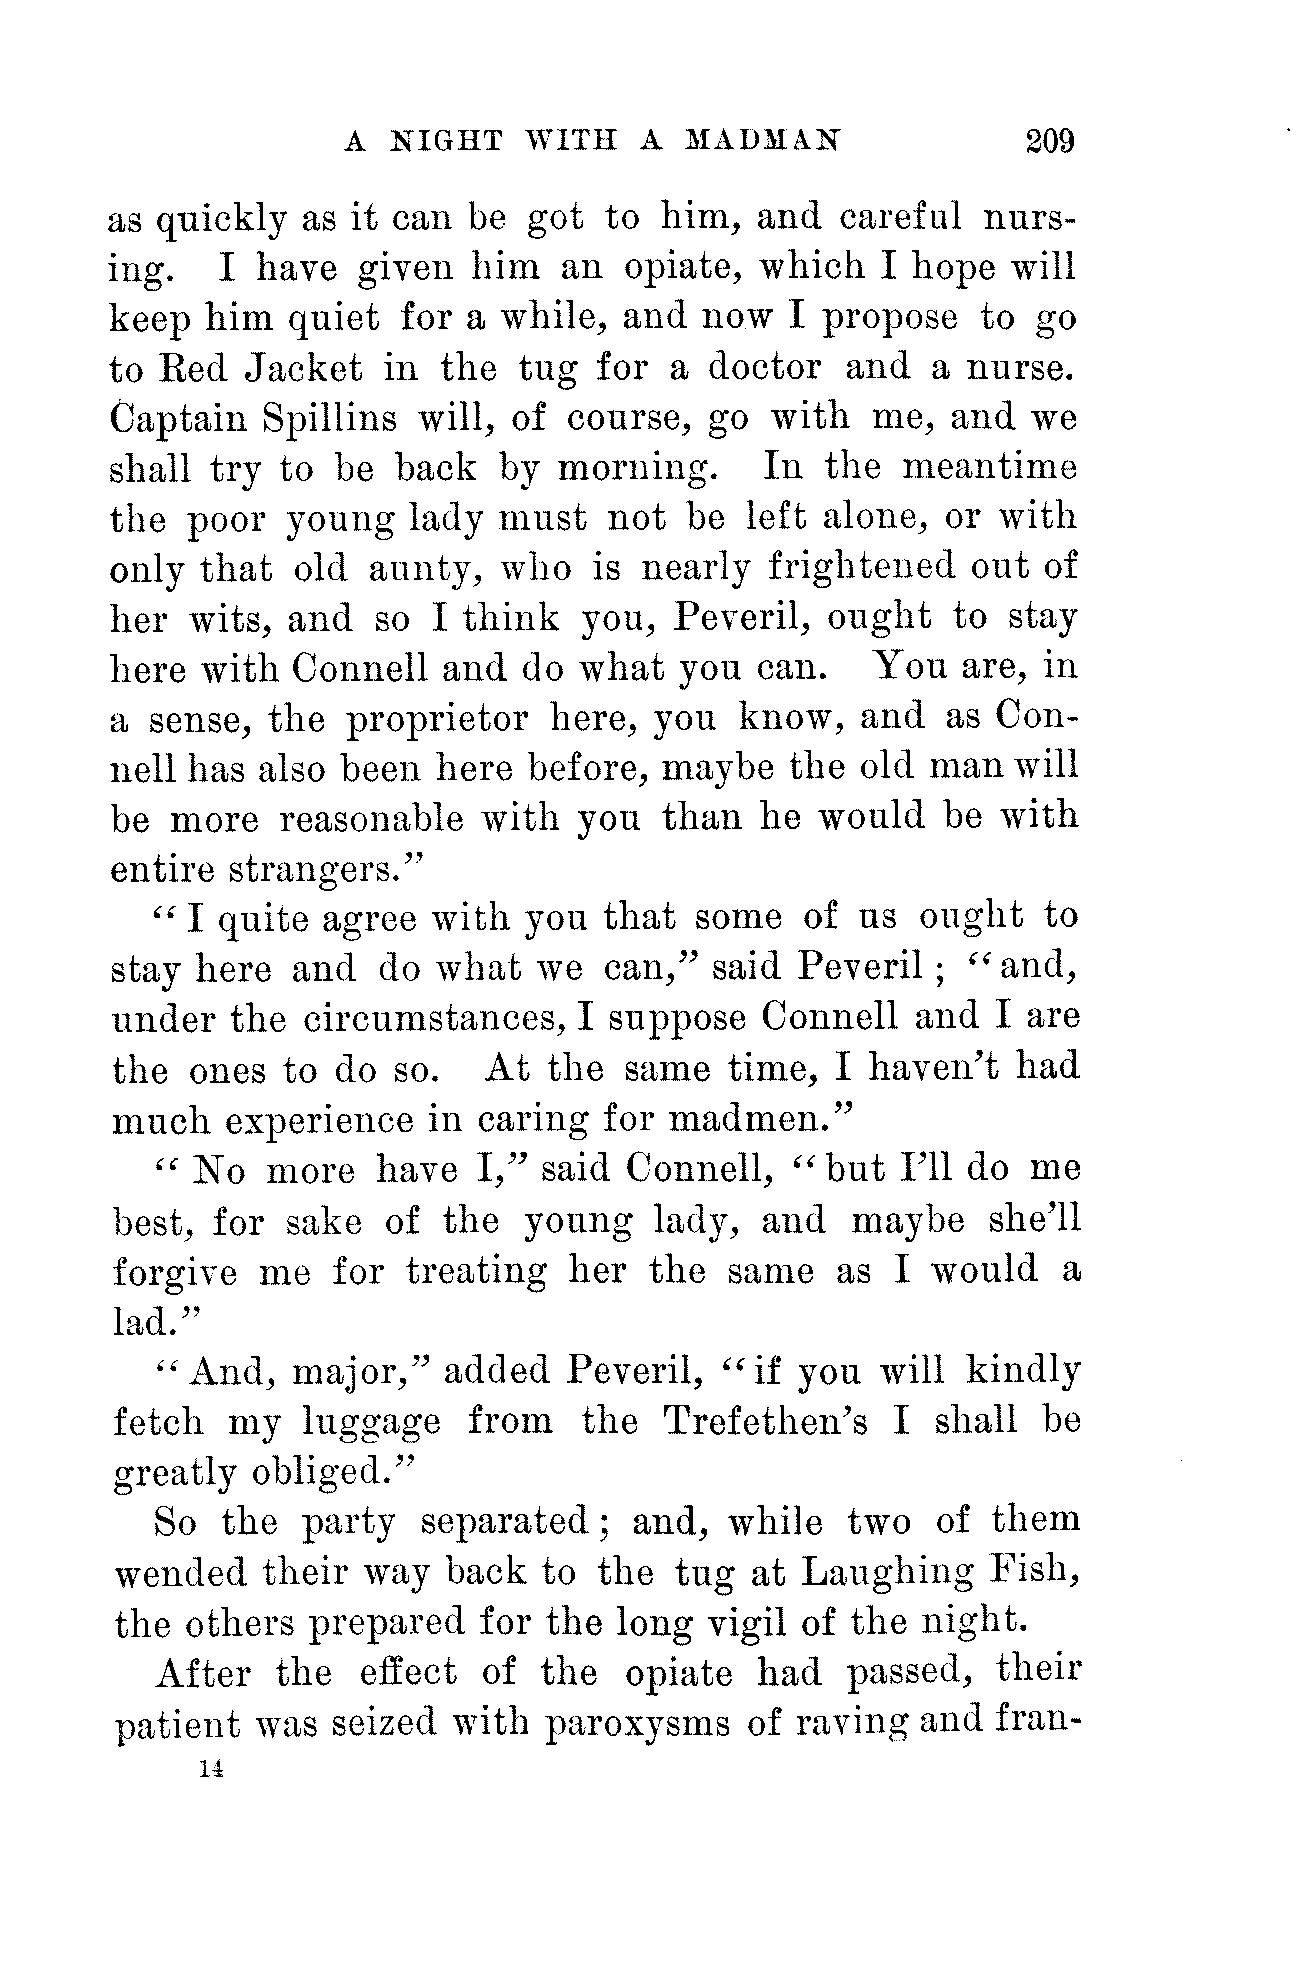 A NIGHT WITH A MADMAN 209
as quickly as it can be got to him, and careful nurs-
ing. I have given him an opiate, which I hope will
keep him quiet for a while, and now I propose to go
to Red Jacket in the tug for a doctor and a nurse.
Captain Spillins will, of course, go with me, and we
shall try to be back by morning. In the meantime
the poor young lady must not be left alone, or with
only that old aunty, who is nearly frightened out of
her wits, and so I think you, Peveril, ought to stay
here with Connell and do what you can. You are, in
a sense, the proprietor here, you know, and as Con-
nell has also been here before, maybe the old man will
be more reasonable with you than he would be with
entire strangers.”
“ I quite agree with you that some of us ought to
stay here and do what we can,” said Peveril ; “ and,
under the circumstances, I suppose Connell and I are
the ones to do so. At the same time, I haven’t had
much experience in caring for madmen.”
“ No more have I,” said Connell, “ but I’ll do me
best, for sake of the young lady, and maybe she’ll
forgive me for treating her the same as I would a
lad.”
“ And, major,” added Peveril, “ if you will kindly
fetch my luggage from the Trefethen’s I shall be
greatly obliged.”
So the party separated ; and, while two of them
wended their way back to the tug at Laughing Fish,
the others prepared for the long vigil of the night.
After the effect of the opiate had passed, their
patient was seized with paroxysms of raving and fran-
14